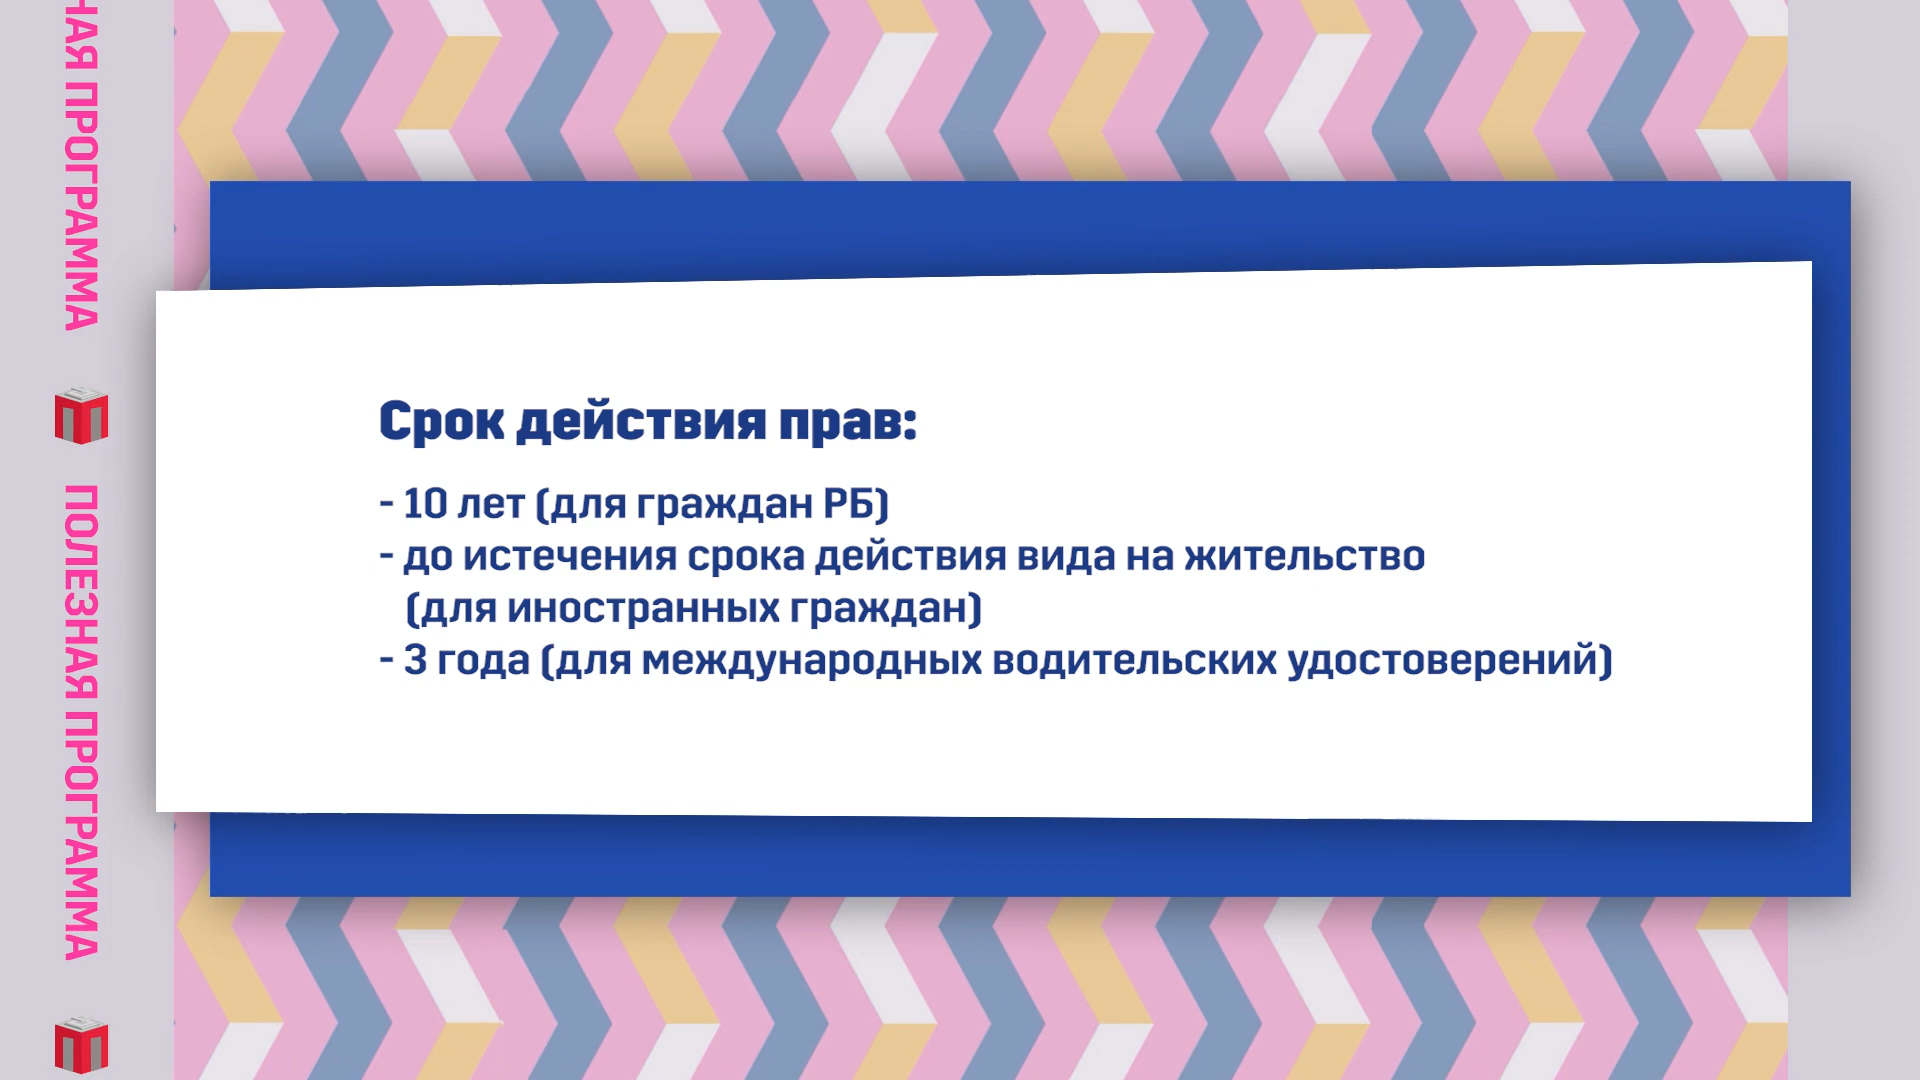 НАЯ ПРОГРАММА
ПОЛЕЗНАЯ ПРОГРАММА
Срок действия прав:
- 10 лет (для граждан РБ)
- до истечения срока действия вида на жительство
(для иностранных граждан)
- 3 года (для международных водительских удостоверений)